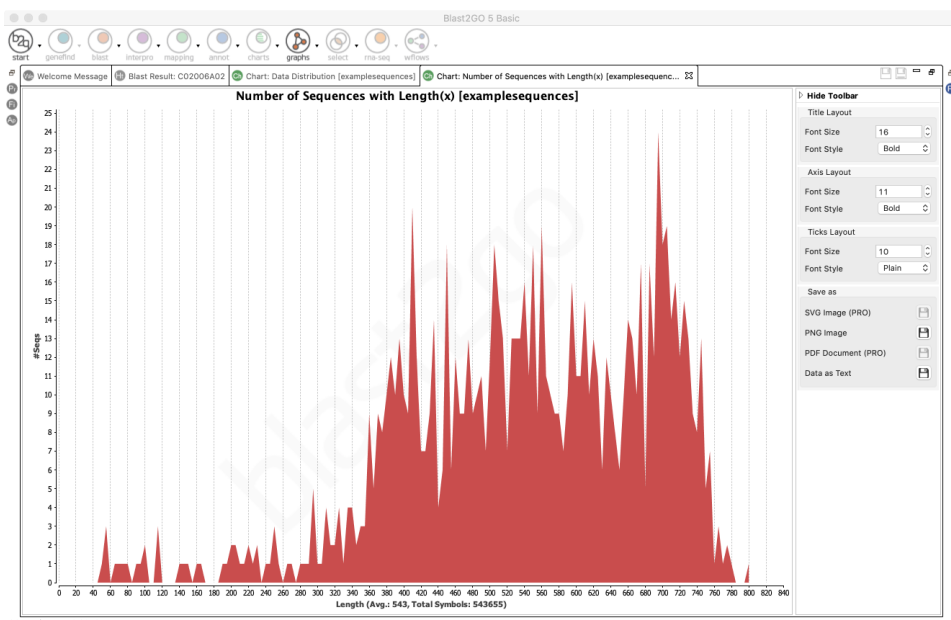 Blast2GO 5 Basic
start genefind blast interpro mapping annot charts graphs select rna-seq wflows
Welcome Message Blast Result: C02006A02 Chart: Data Distribution [examplesequences] Chart: Number of Sequences with Length(x) [examplesequenc...
Number of Sequences with Length(x) [examplesequences]
25
24
23
22
21
20
19
18
17
16
15
14
13
12
11
10
9
8
7
6
5
4
3
2
1
0
#Seqs
0 20 40 60 80 100 120 140 160 180 200 220 240 260 280 300 320 340 360 380 400 420 440 460 480 500 520 540 560 580 600 620 640 660 680 700 720 740 760 780 800 820 840
Length (Avg.: 543, Total Symbols: 543655)
blast2go
Hide Toolbar
Title Layout
Font Size 16
Font Style Bold
Axis Layout
Font Size 11
Font Style Bold
Ticks Layout
Font Size 10
Font Style Plain
Save as
SVG Image (PRO)
PNG Image
PDF Document (PRO)
Data as Text